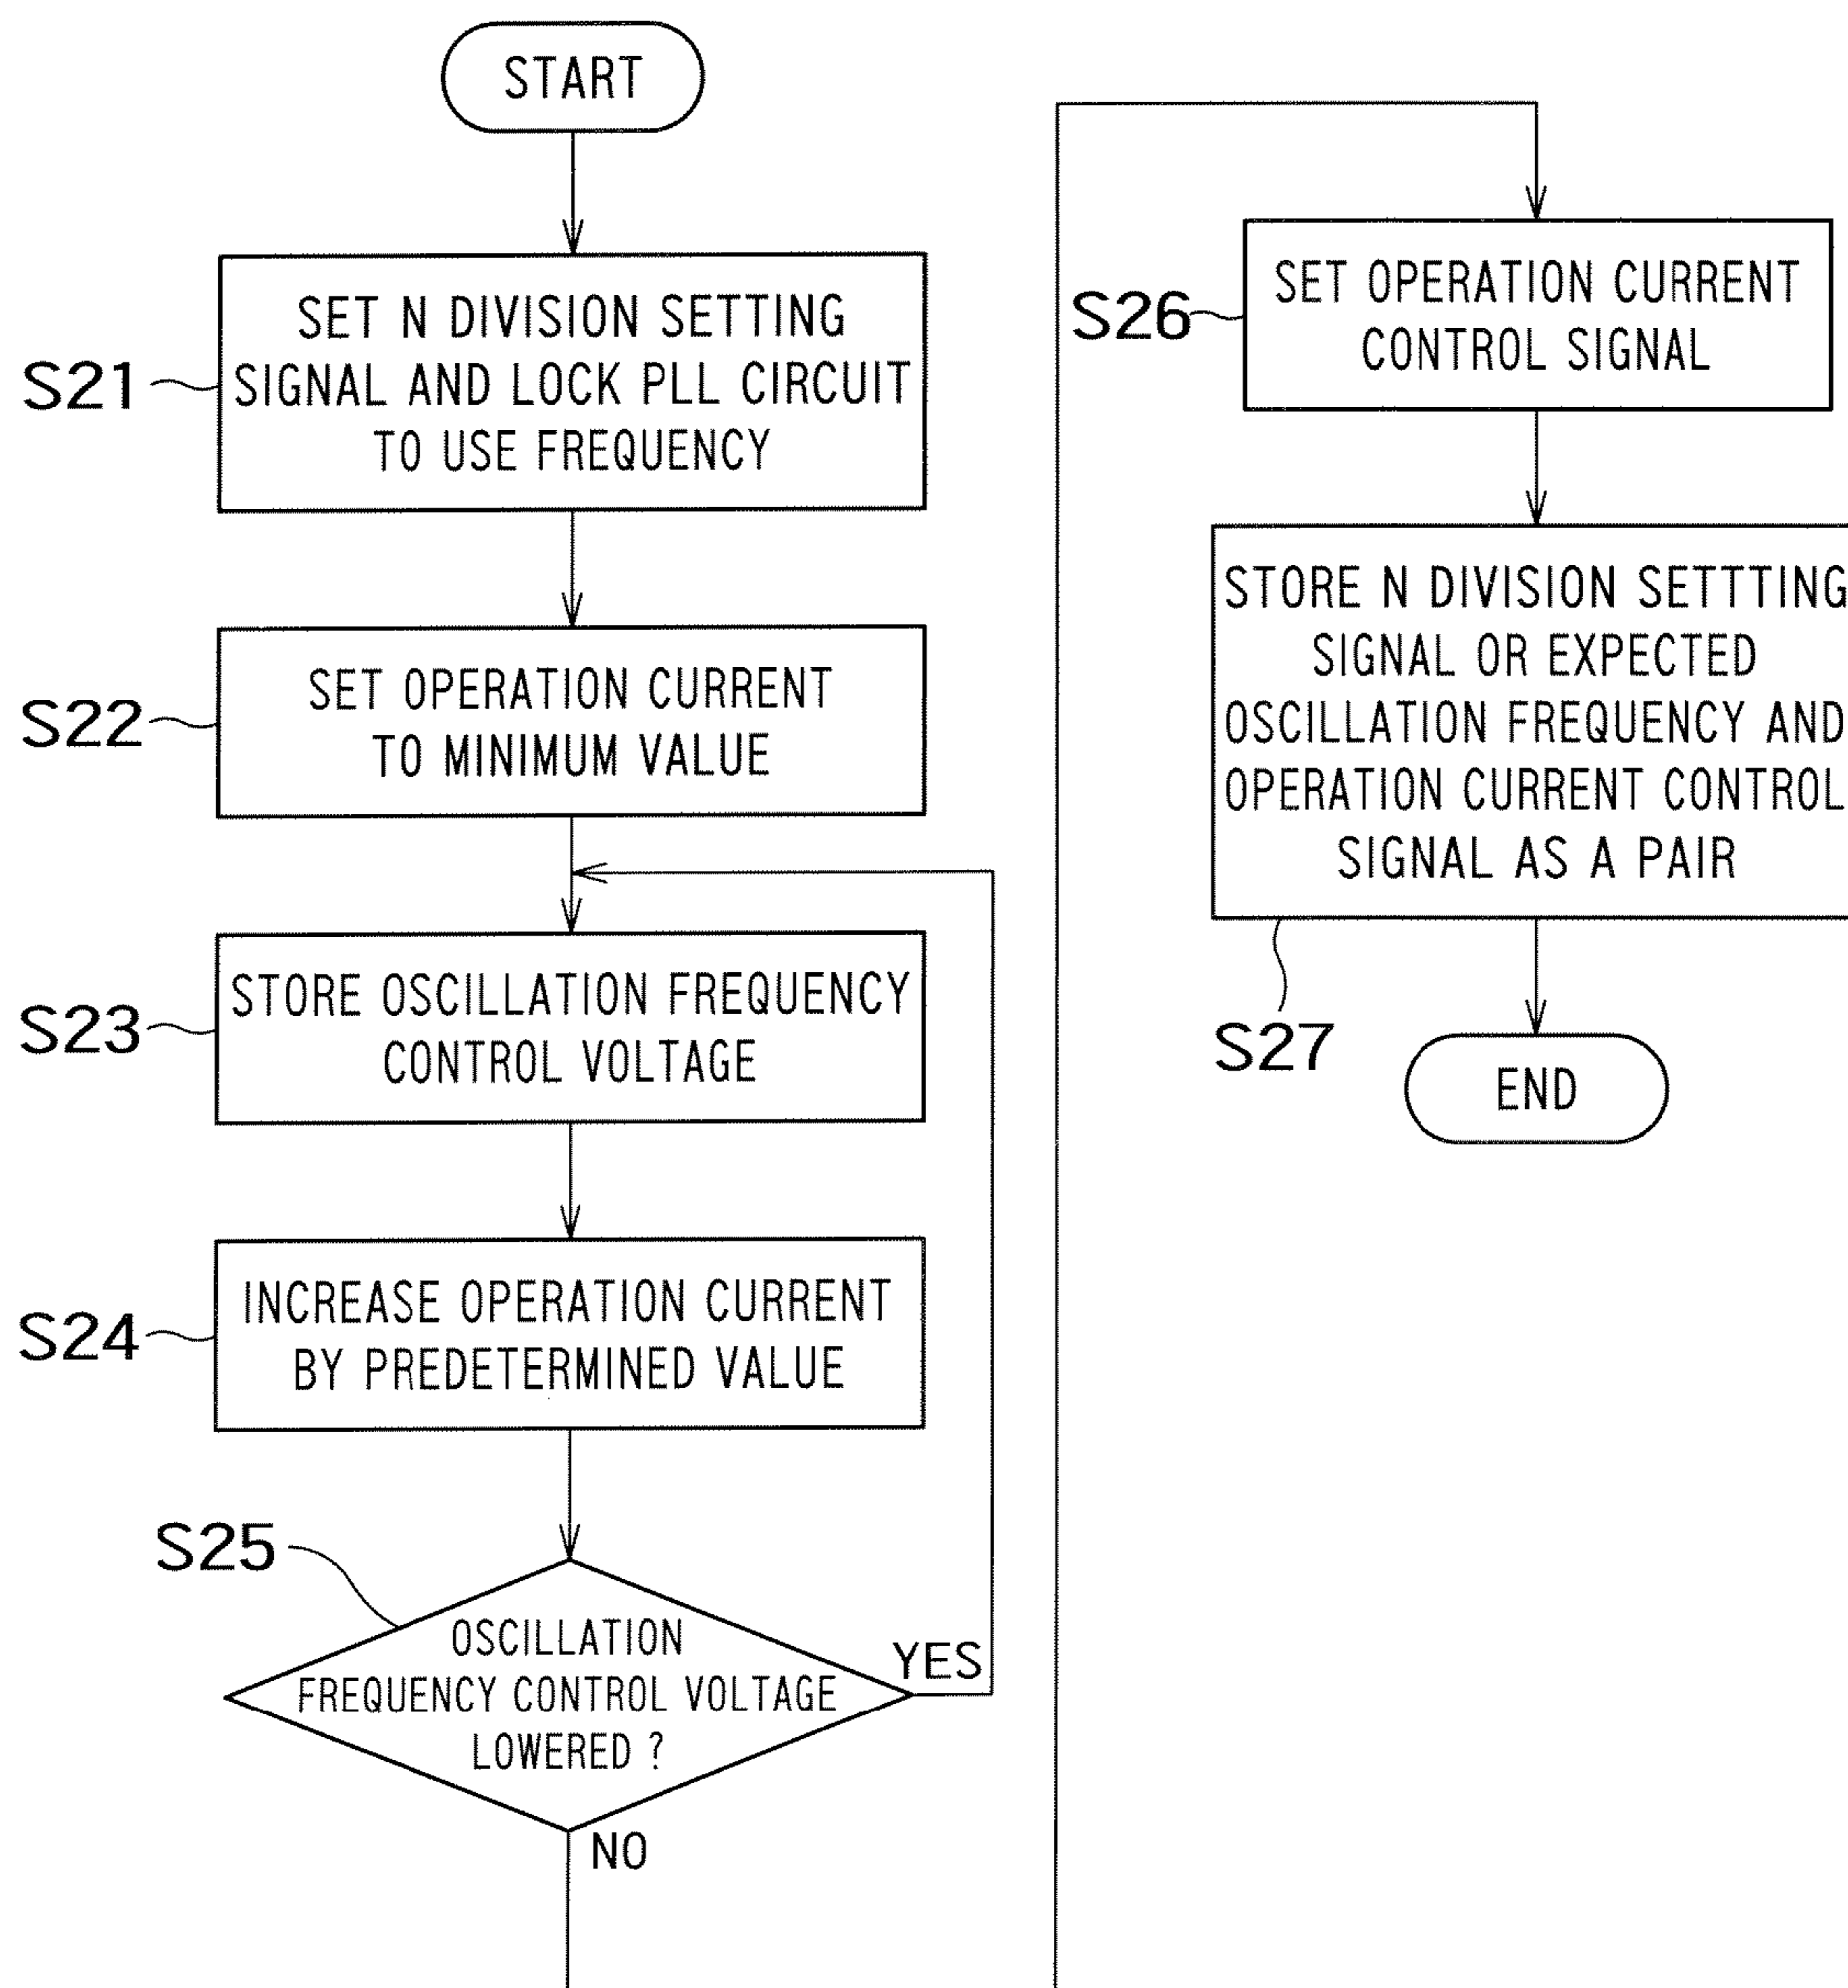 START
S21
SET N DIVISION SETTING
SIGNAL AND LOCK PLL CIRCUIT
TO USE FREQUENCY
S22
SET OPERATION CURRENT
TO MINIMUM VALUE
S23
STORE OSCILLATION FREQUENCY
CONTROL VOLTAGE
S24
INCREASE OPERATION CURRENT
BY PREDETERMINED VALUE
S25
OSCILLATION
FREQUENCY CONTROL VOLTAGE
LOWERED ?
YES
NO
S26
SET OPERATION CURRENT
CONTROL SIGNAL
STORE N DIVISION SETTTING
SIGNAL OR EXPECTED
OSCILLATION FREQUENCY AND
OPERATION CURRENT CONTROL
SIGNAL AS A PAIR
S27
END